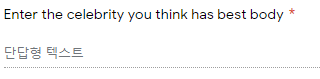 Enter the celebrity you think has best body *
단답형 텍스트